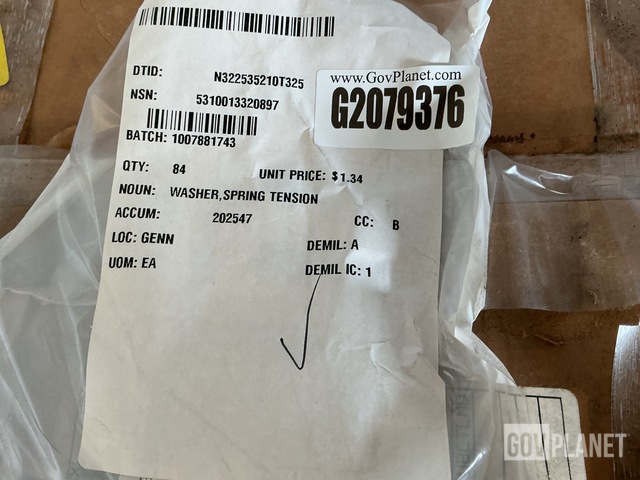 DTID: N322535210T325
www.GovPlanet.com
NSN: 5310013320897
G2079376
BATCH: 1007881743
QTY: 84 UNIT PRICE: $1.34
NOUN: WASHER,SPRING TENSION
ACCUM: 202547 CC: B
LOC: GENN DEMIL: A
UOM: EA DEMIL IC: 1
GOVPLANET